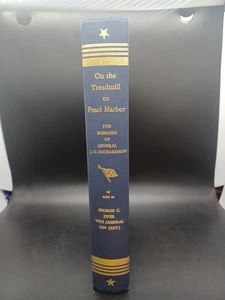 On the
Treadmill
to
Pearl Harbor
THE
MEMOIRS
OF
ADMIRAL
J.O. RICHARDSON
GEORGE C.
DYER
VICE ADMIRAL
USN (RET.)